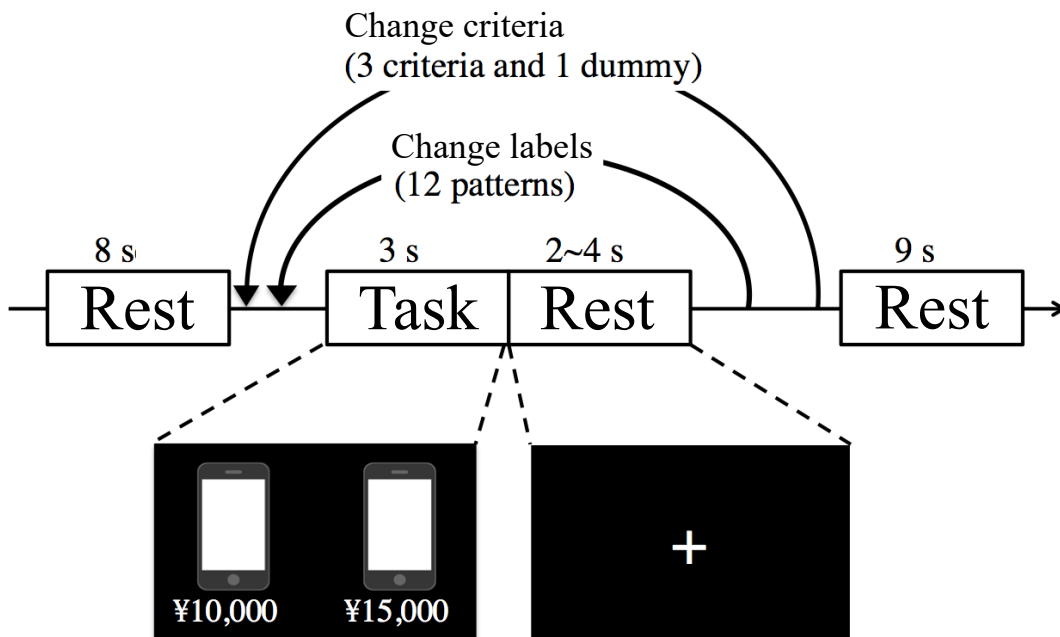 Change criteria
(3 criteria and 1 dummy)
Change labels
(12 patterns)
8 s
3 s
2~4 s
9 s
Rest
Task
Rest
Rest
+
¥10,000
¥15,000